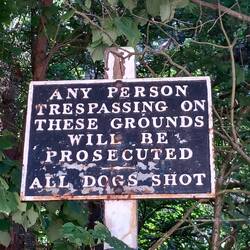 ANY PERSON
TRESPASSING ON
THESE GROUNDS
WILL BE
PROSECUTED
ALL DOGS SHOT